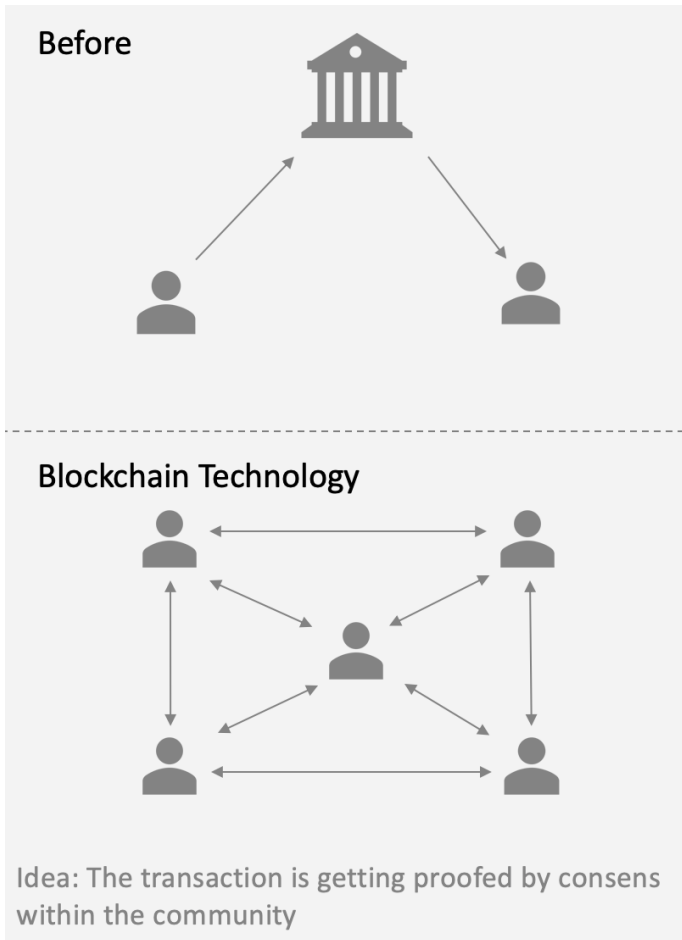 Before
Blockchain Technology
Idea: The transaction is getting proofed by consens
within the community